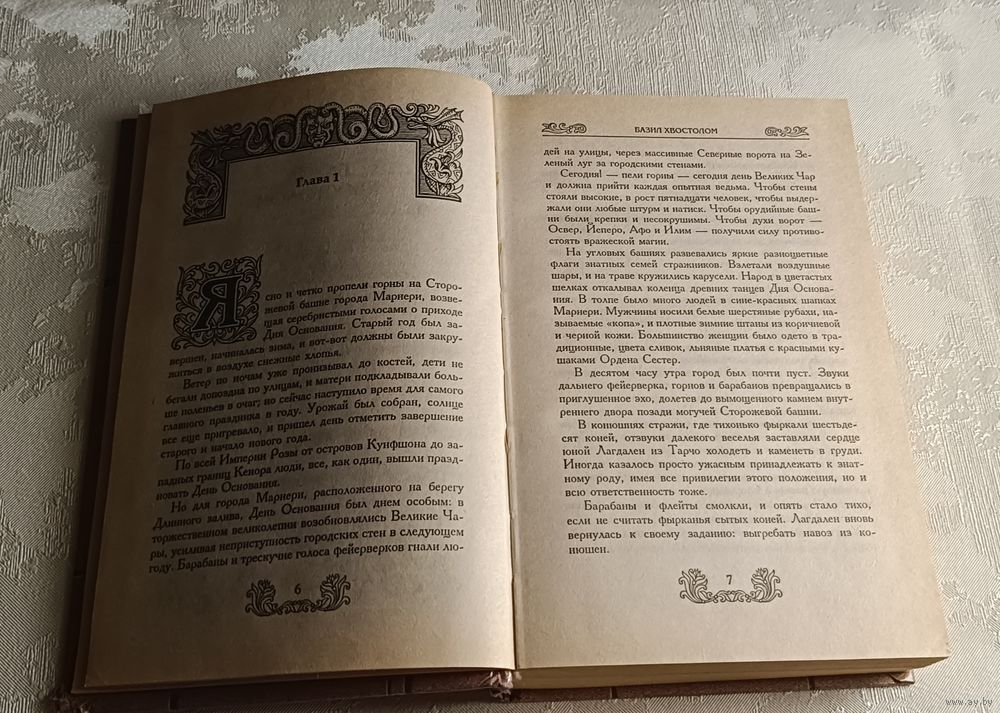 Глава 1
Ясно и четко пропели горны на Сторо-
жевой башне города Марнери, возве-
щая серебристыми голосами о приходе
Дня Основания. Старый год был за-
вершен, начиналась зима, и вот-вот должны были закру-
житься в воздухе снежные хлопья.
Ветер по ночам уже пронизывал до костей, дети не
бегали допоздна по улицам, и матери подкладывали боль-
ше поленьев в очаг; но сейчас наступило время для самого
главного праздника в году. Урожай был собран, солнце
все еще пригревало, и пришел день отметить завершение
старого и начало нового года.
По всей Империи Розы от островов Кунфшона до за-
падных границ Кенора люди, все, как один, вышли празд-
новать День Основания.
Но для города Марнери, расположенного на берегу
Длинного залива, День Основания был днем особым: в
торжественном великолепии возобновлялись Великие Ча-
ры, усиливая неприступность городских стен в следующем
году. Барабаны и трескучие голоса фейерверков гнали лю-
6
БАЗИЛ ХВОСТОЛОМ
дей на улицы, через массивные Северные ворота на Зе-
леный луг за городскими стенами.
Сегодня! — пели горны — сегодня день Великих Чар
и должна прийти каждая опытная ведьма. Чтобы стены
стояли высокие, в рост пятнадцати человек, чтобы выдер-
жали они любые штурм и натиск. Чтобы орудийные баш-
ни были крепки и несокрушимы. Чтобы духи ворот —
Освер, Йеперо, Афо и Илим — получили силу противо-
стоять вражеской магии.
На угловых башнях развевались яркие разноцветные
флаги знатных семей стражников. Взлетали воздушные
шары, и на траве кружились карусели. Народ в цветастых
шелках откалывал коленца древних танцев Дня Основа-
ния. В толпе было много людей в сине-красных шапках
Марнери. Мужчины носили белые шерстяные рубахи, на-
зываемые «копа», и плотные зимние штаны из коричневой
и черной кожи. Большинство женщин было одето в тра-
диционные, цвета сливок, льняные платья с красными ку-
шаками Ордена Сестер.
В десятом часу утра город был почти пуст. Звуки
дальнего фейерверка, горнов и барабанов превращались в
приглушенное эхо, долетев до вымощенного камнем внут-
реннего двора позади могучей Сторожевой башни.
В конюшнях стражи, где тихонько фыркали шестьде-
сят коней, отзвуки далекого веселья заставляли сердце
юной Лагдален из Тарчо холодеть и каменеть в груди.
Иногда казалось просто ужасным принадлежать к знат-
ному роду, имея все привилегии этого положения, но и
всю ответственность тоже.
Барабаны и флейты смолкли, и опять стало тихо,
если не считать фырканья сытых коней. Лагдален вновь
вернулась к своему заданию: выгребать навоз из ко-
нюшен.
7
www.ay.by